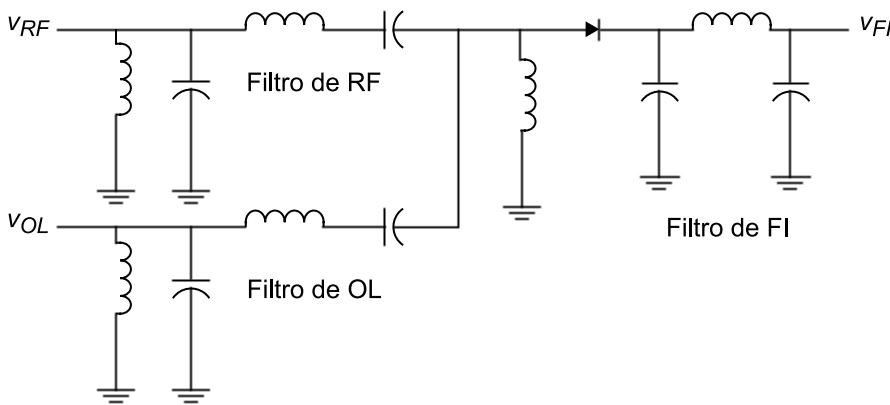 vRF
vFI
Filtro de RF
vOL
Filtro de FI
Filtro de OL